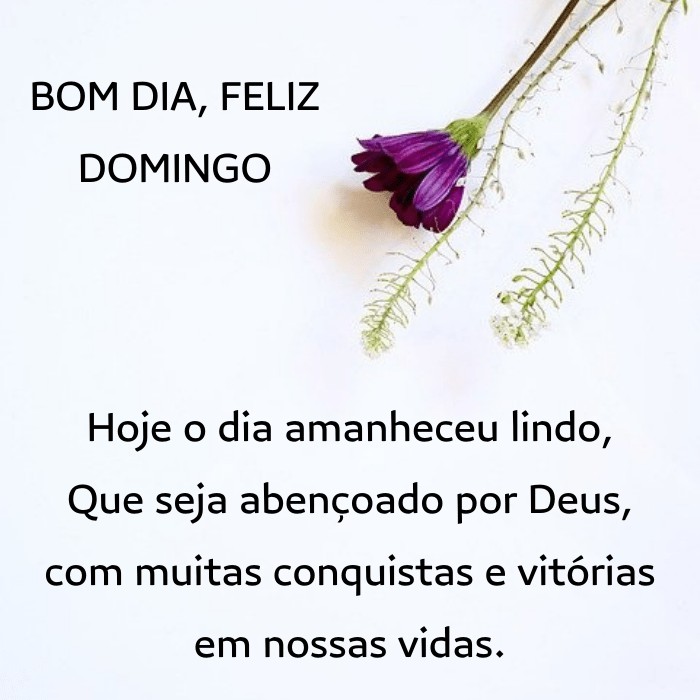 BOM DIA, FELIZ
DOMINGO
Hoje o dia amanheceu lindo,
Que seja abençoado por Deus,
com muitas conquistas e vitórias
em nossas vidas.